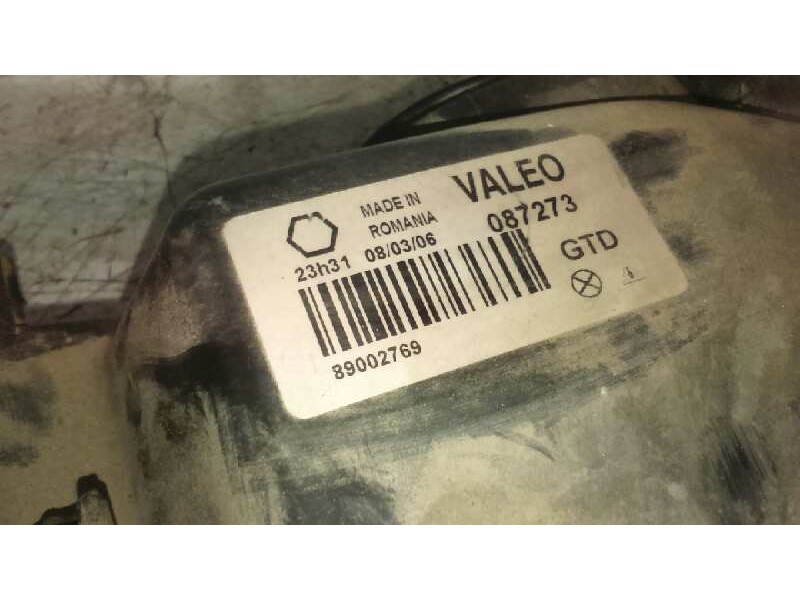 MADE IN
ROMANIA
VALEO
23h31 08/03/06
087273
GTD
89002769